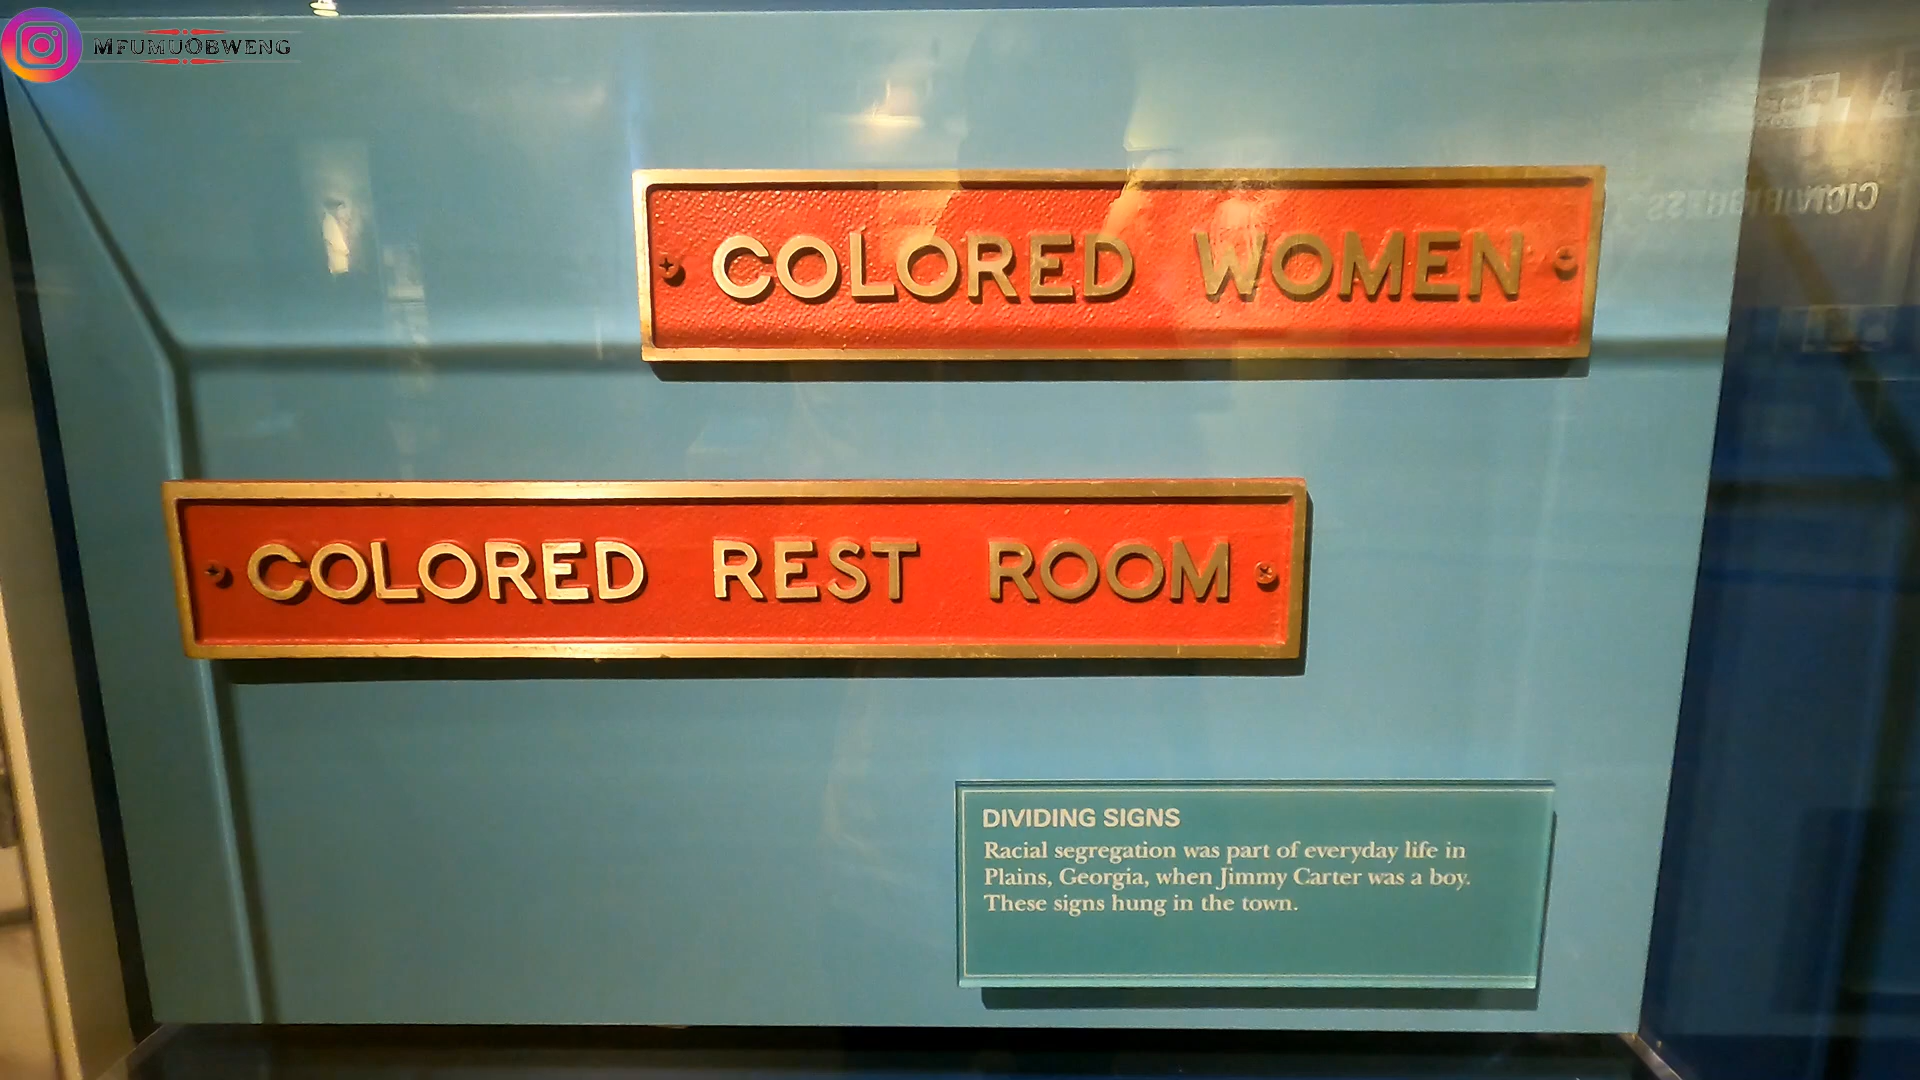 MfumuObweng
COLORED WOMEN
COLORED REST ROOM
DIVIDING SIGNS
Racial segregation was part of everyday life in
Plains, Georgia, when Jimmy Carter was a boy.
These signs hung in the town.